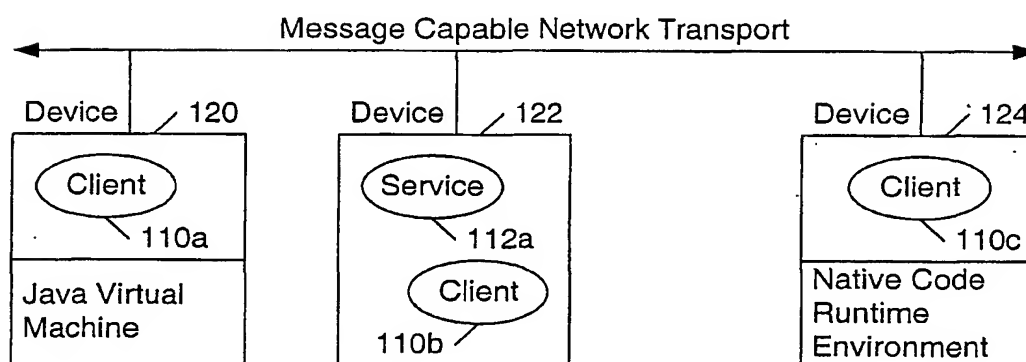 Message Capable Network Transport
Device 120
Device 122
Device 124
Client
Service
Client
110a
112a
110c
Client
Java Virtual
Machine
110b
Native Code
Runtime
Environment